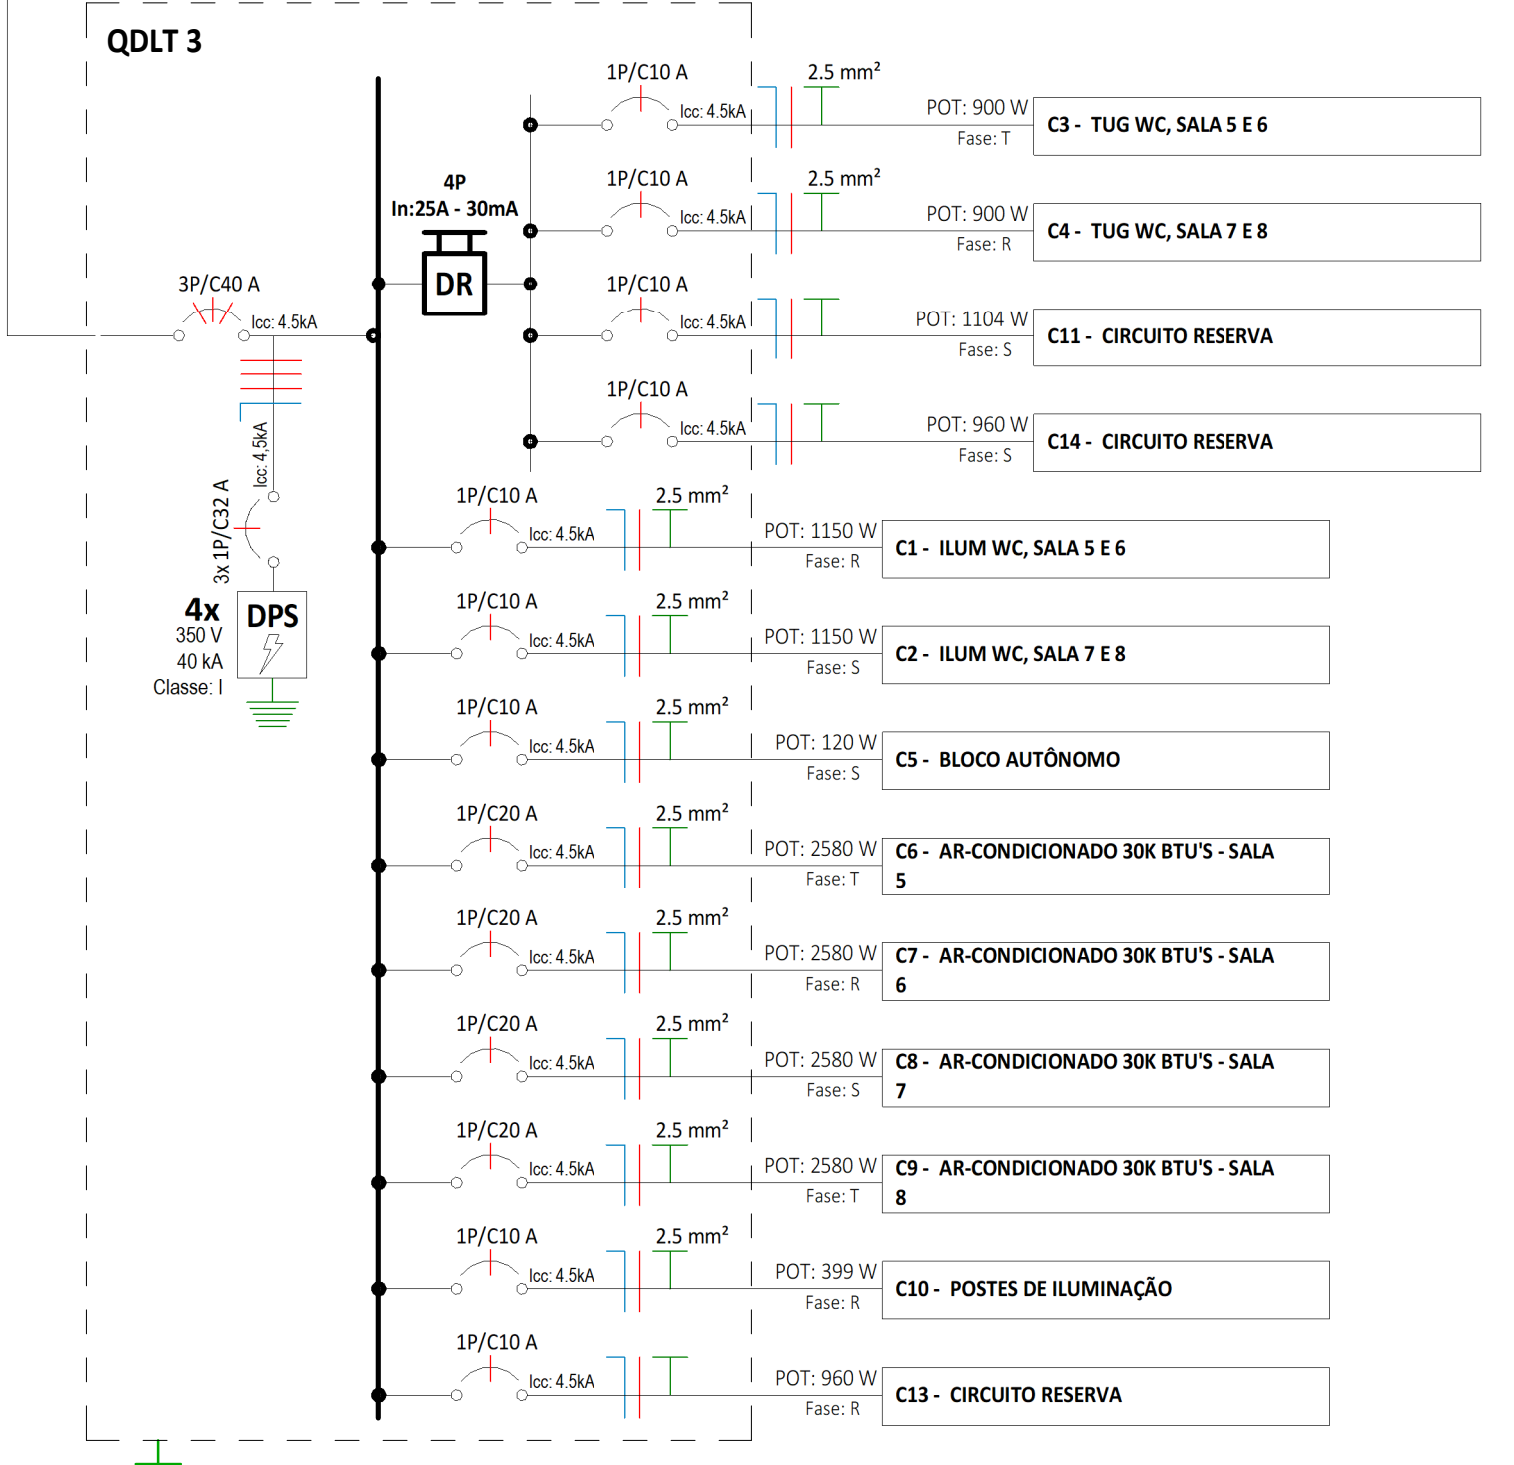 QDLT 3
1P/C10 A
Icc: 4.5kA
2.5 mm²
POT: 900 W
Fase: T
C3 - TUG WC, SALA 5 E 6
1P/C10 A
Icc: 4.5kA
2.5 mm²
POT: 900 W
Fase: R
C4 - TUG WC, SALA 7 E 8
4P
In:25A - 30mA
DR
1P/C10 A
Icc: 4.5kA
POT: 1104 W
Fase: S
C11 - CIRCUITO RESERVA
3P/C40 A
Icc: 4.5kA
1P/C10 A
Icc: 4.5kA
POT: 960 W
Fase: S
C14 - CIRCUITO RESERVA
Icc: 4,5kA
3x 1P/C32 A
4x
350 V
40 kA
Classe: I
DPS
1P/C10 A
Icc: 4.5kA
2.5 mm²
POT: 1150 W
Fase: R
C1 - ILUM WC, SALA 5 E 6
1P/C10 A
Icc: 4.5kA
2.5 mm²
POT: 1150 W
Fase: S
C2 - ILUM WC, SALA 7 E 8
1P/C10 A
Icc: 4.5kA
2.5 mm²
POT: 120 W
Fase: S
C5 - BLOCO AUTÔNOMO
1P/C20 A
Icc: 4.5kA
2.5 mm²
POT: 2580 W
Fase: T
C6 - AR-CONDICIONADO 30K BTU'S - SALA
5
1P/C20 A
Icc: 4.5kA
2.5 mm²
POT: 2580 W
Fase: R
C7 - AR-CONDICIONADO 30K BTU'S - SALA
6
1P/C20 A
Icc: 4.5kA
2.5 mm²
POT: 2580 W
Fase: S
C8 - AR-CONDICIONADO 30K BTU'S - SALA
7
1P/C20 A
Icc: 4.5kA
2.5 mm²
POT: 2580 W
Fase: T
C9 - AR-CONDICIONADO 30K BTU'S - SALA
8
1P/C10 A
Icc: 4.5kA
2.5 mm²
POT: 399 W
Fase: R
C10 - POSTES DE ILUMINAÇÃO
1P/C10 A
Icc: 4.5kA
POT: 960 W
Fase: R
C13 - CIRCUITO RESERVA